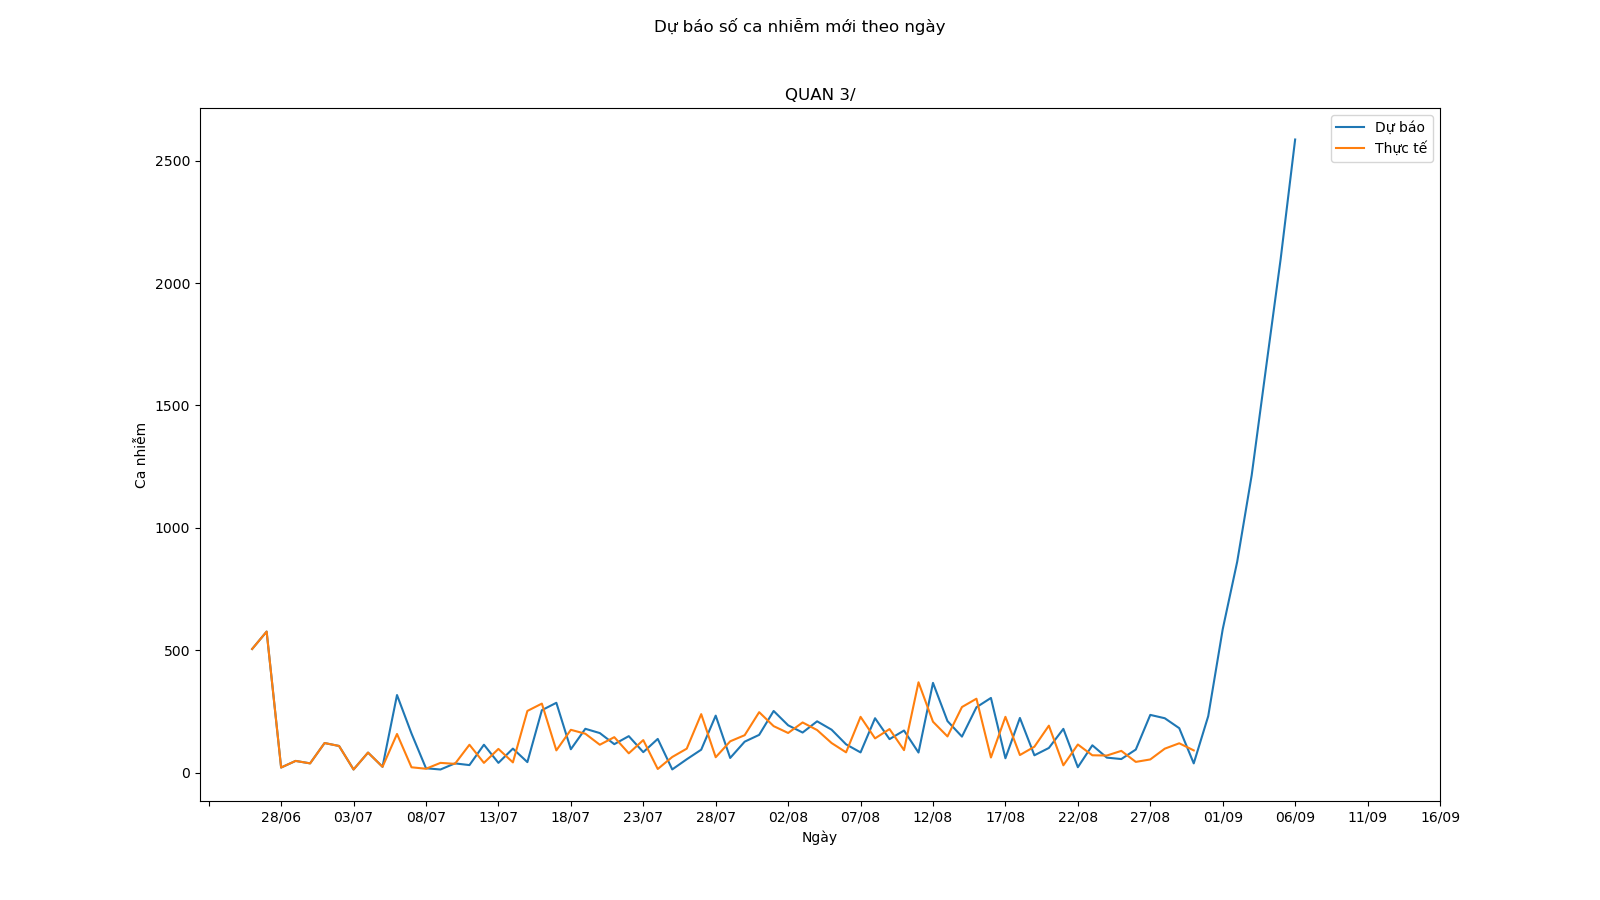 Dự báo số ca nhiễm mới theo ngày
QUAN 3/
Dự báo
Thực tế
2500
2000
1500
1000
500
0
Ca nhiễm
28/06 03/07 08/07 13/07 18/07 23/07 28/07 02/08 07/08 12/08 17/08 22/08 27/08 01/09 06/09 11/09 16/09
Ngày